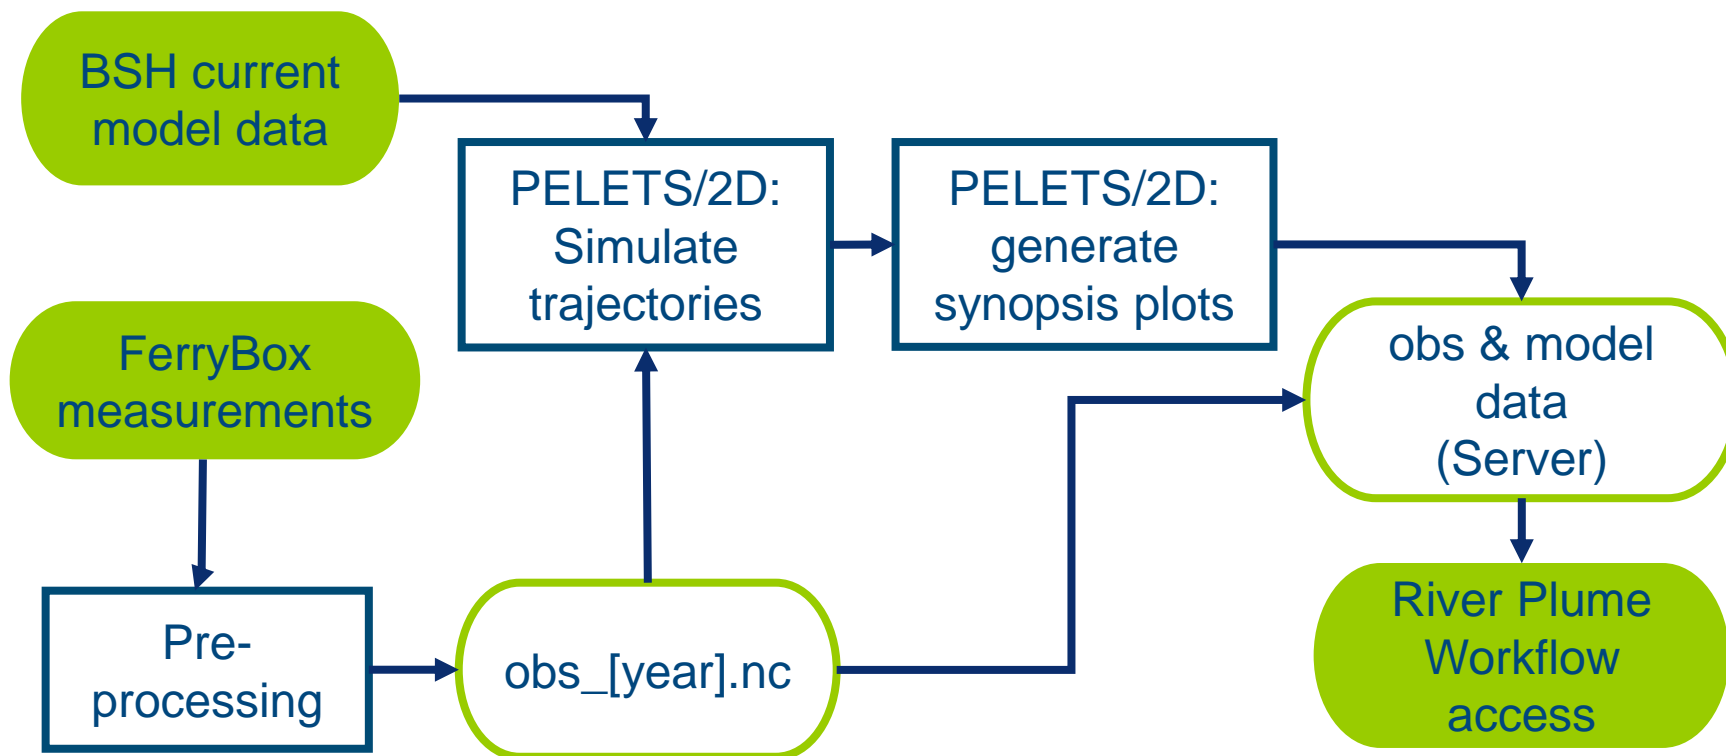 BSH current
model data
PELETS/2D:
Simulate
trajectories
PELETS/2D:
generate
synopsis plots
FerryBox
measurements
obs & model
data
(Server)
Pre-
processing
obs_[year].nc
River Plume
Workflow
access